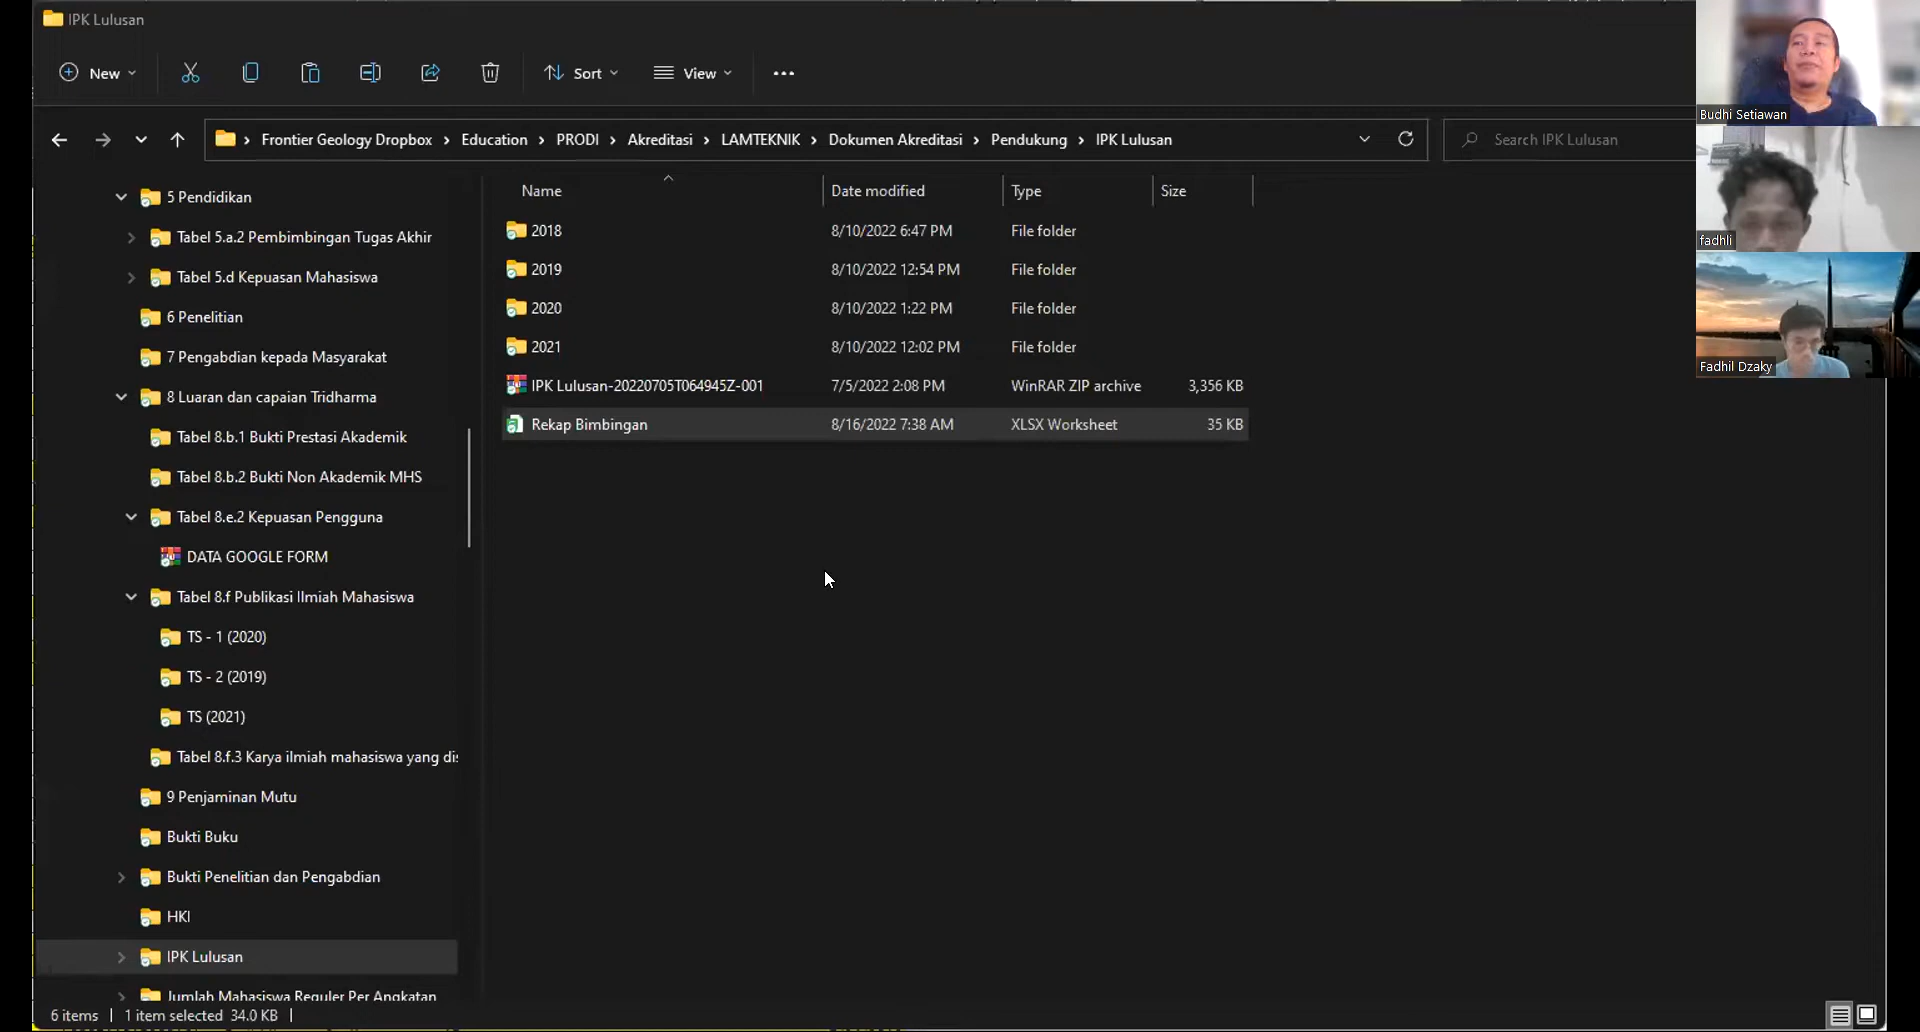 IPK Lulusan
New
Sort
View
Frontier Geology Dropbox > Education > PRODI > Akreditasi > LAMTEKNIK > Dokumen Akreditasi > Pendukung > IPK Lulusan
Search IPK Lulusan
Budhi Setiawan
fadhli
Fadhil Dzaky
5 Pendidikan
Tabel 5.a.2 Pembimbingan Tugas Akhir
Tabel 5.d Kepuasan Mahasiswa
6 Penelitian
7 Pengabdian kepada Masyarakat
8 Luaran dan capaian Tridharma
Tabel 8.b.1 Bukti Prestasi Akademik
Tabel 8.b.2 Bukti Non Akademik MHS
Tabel 8.e.2 Kepuasan Pengguna
DATA GOOGLE FORM
Tabel 8.f Publikasi Ilmiah Mahasiswa
TS - 1 (2020)
TS - 2 (2019)
TS (2021)
Tabel 8.f.3 Karya ilmiah mahasiswa yang dis
9 Penjaminan Mutu
Bukti Buku
Bukti Penelitian dan Pengabdian
HKI
IPK Lulusan
Jumlah Mahasiswa Reguler Per Angkatan
Name Date modified Type Size
2018 8/10/2022 6:47 PM File folder
2019 8/10/2022 12:54 PM File folder
2020 8/10/2022 1:22 PM File folder
2021 8/10/2022 12:02 PM File folder
IPK Lulusan-20220705T064945Z-001 7/5/2022 2:08 PM WinRAR ZIP archive 3,356 KB
Rekap Bimbingan 8/16/2022 7:38 AM XLSX Worksheet 35 KB
6 items 1 item selected 34.0 KB